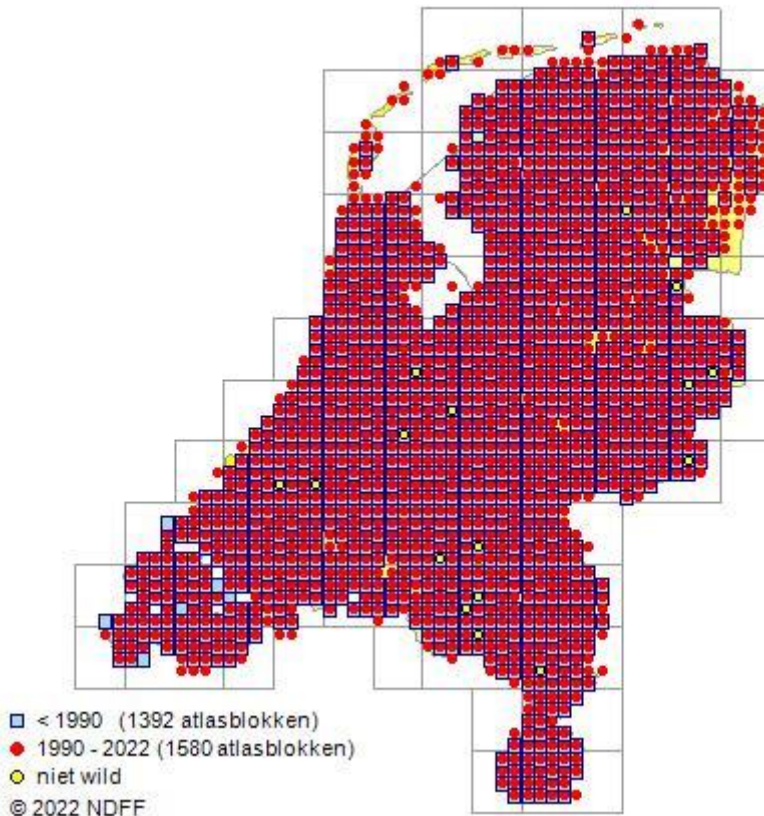 < 1990 (1392 atlasblokken)
1990 - 2022 (1580 atlasblokken)
niet wild
© 2022 NDFF